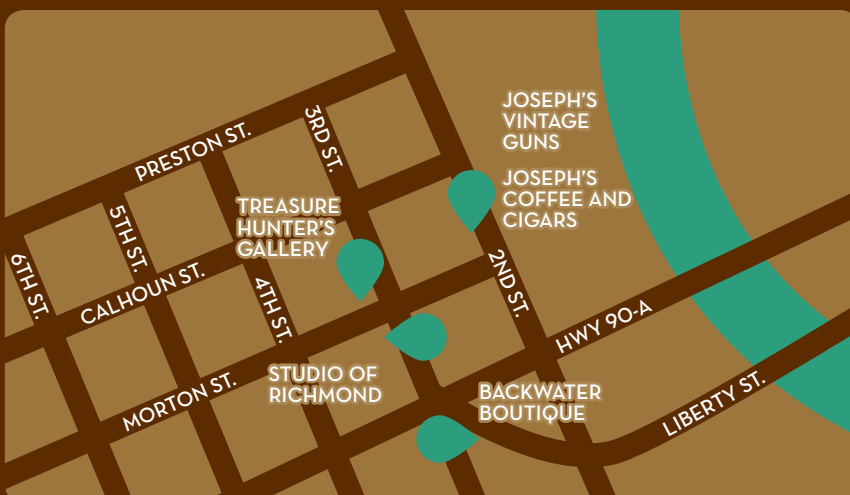 JOSEPH'S
VINTAGE
GUNS
3RD ST.
PRESTON ST.
JOSEPH'S
COFFEE AND
CIGARS
TREASURE
HUNTER'S
GALLERY
5TH ST.
6TH ST.
CALHOUN ST.
4TH ST.
2ND ST.
HWY 90-A
STUDIO OF
RICHMOND
MORTON ST.
BACKWATER
BOUTIQUE
LIBERTY ST.